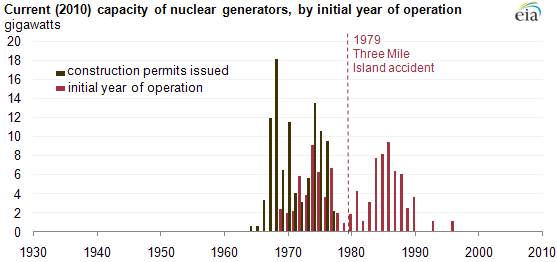 Current (2010) capacity of nuclear generators, by initial year of operation
gigawatts
eia
20
18
16
14
12
10
8
6
4
2
0
construction permits issued
initial year of operation
1979
Three Mile
Island accident
1930 1940 1950 1960 1970 1980 1990 2000 2010